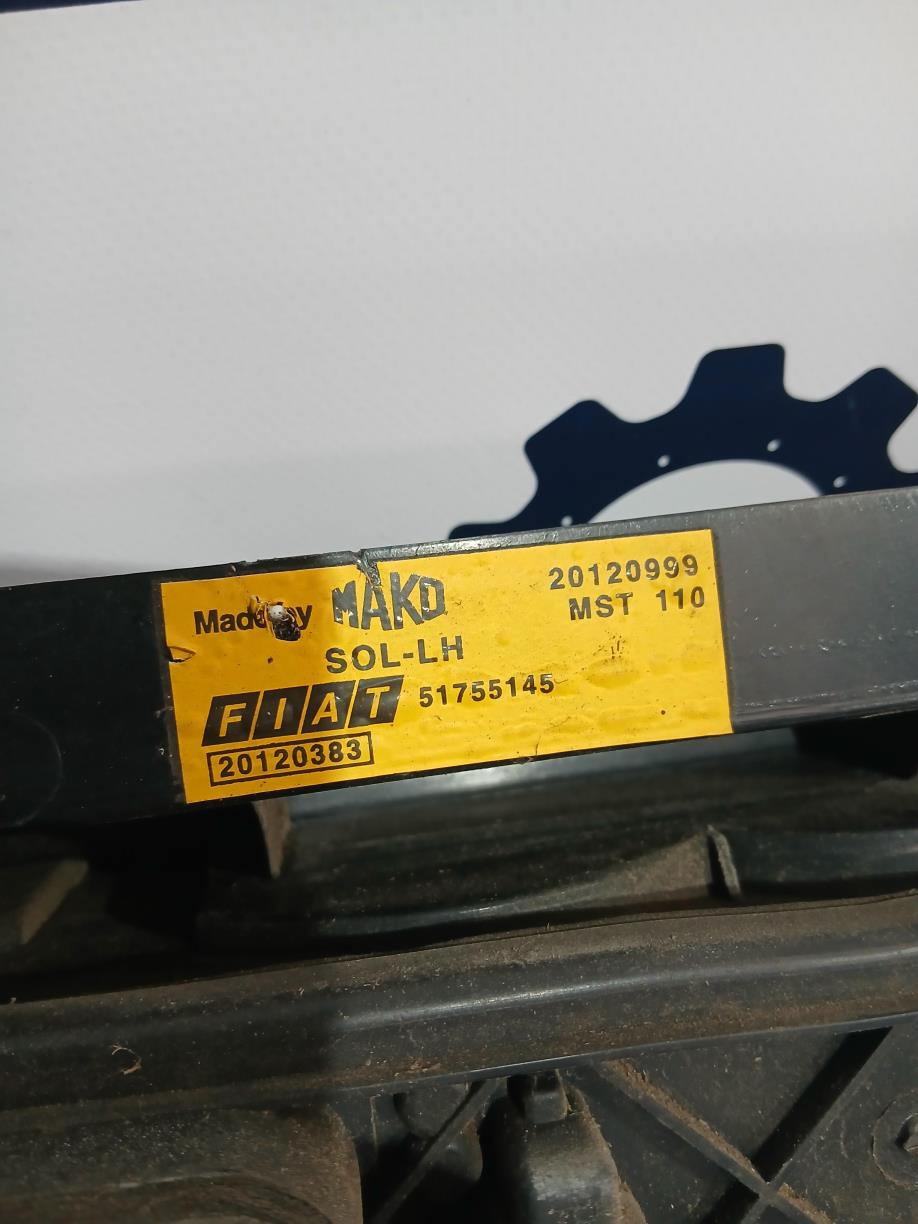 Made by MAKO 20120999
MST 110
SOL-LH
FIAT 51755145
20120383